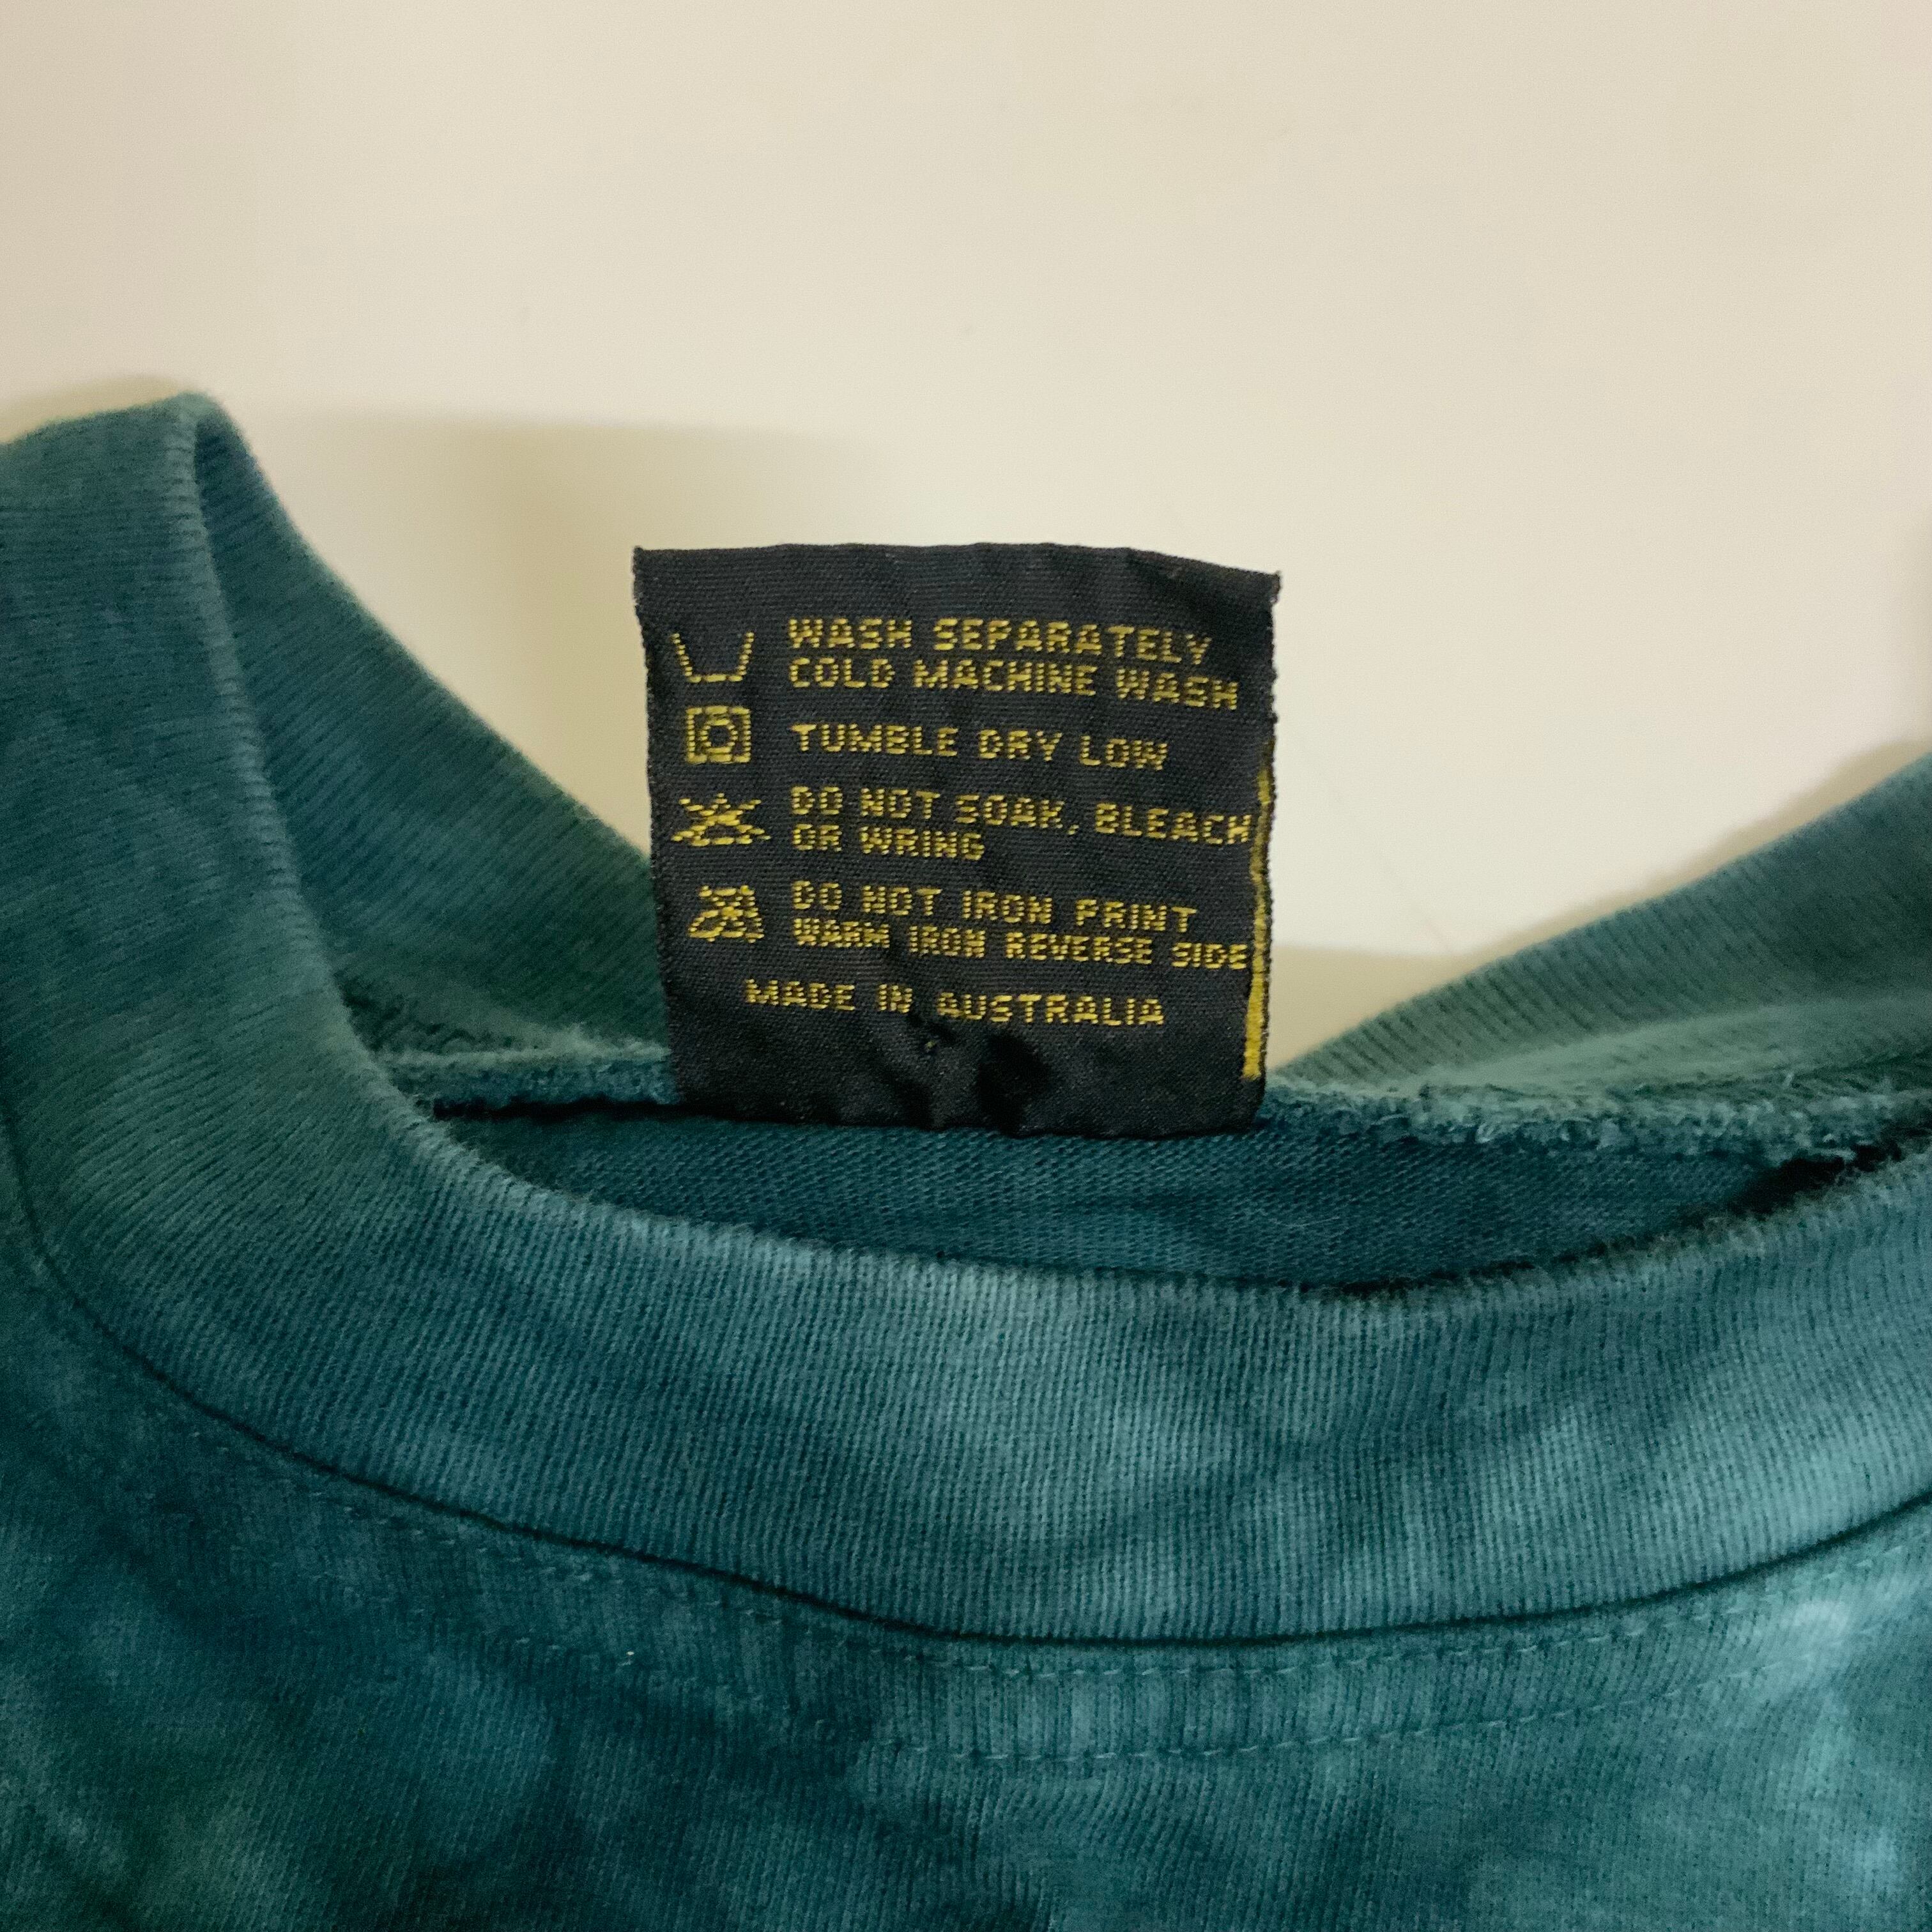 WASH SEPARATELY
COLD MACHINE WASH
TUMBLE DRY LOW
DO NOT SOAK, BLEACH
OR WRING
DO NOT IRON PRINT
WARM IRON REVERSE SIDE
MADE IN AUSTRALIA